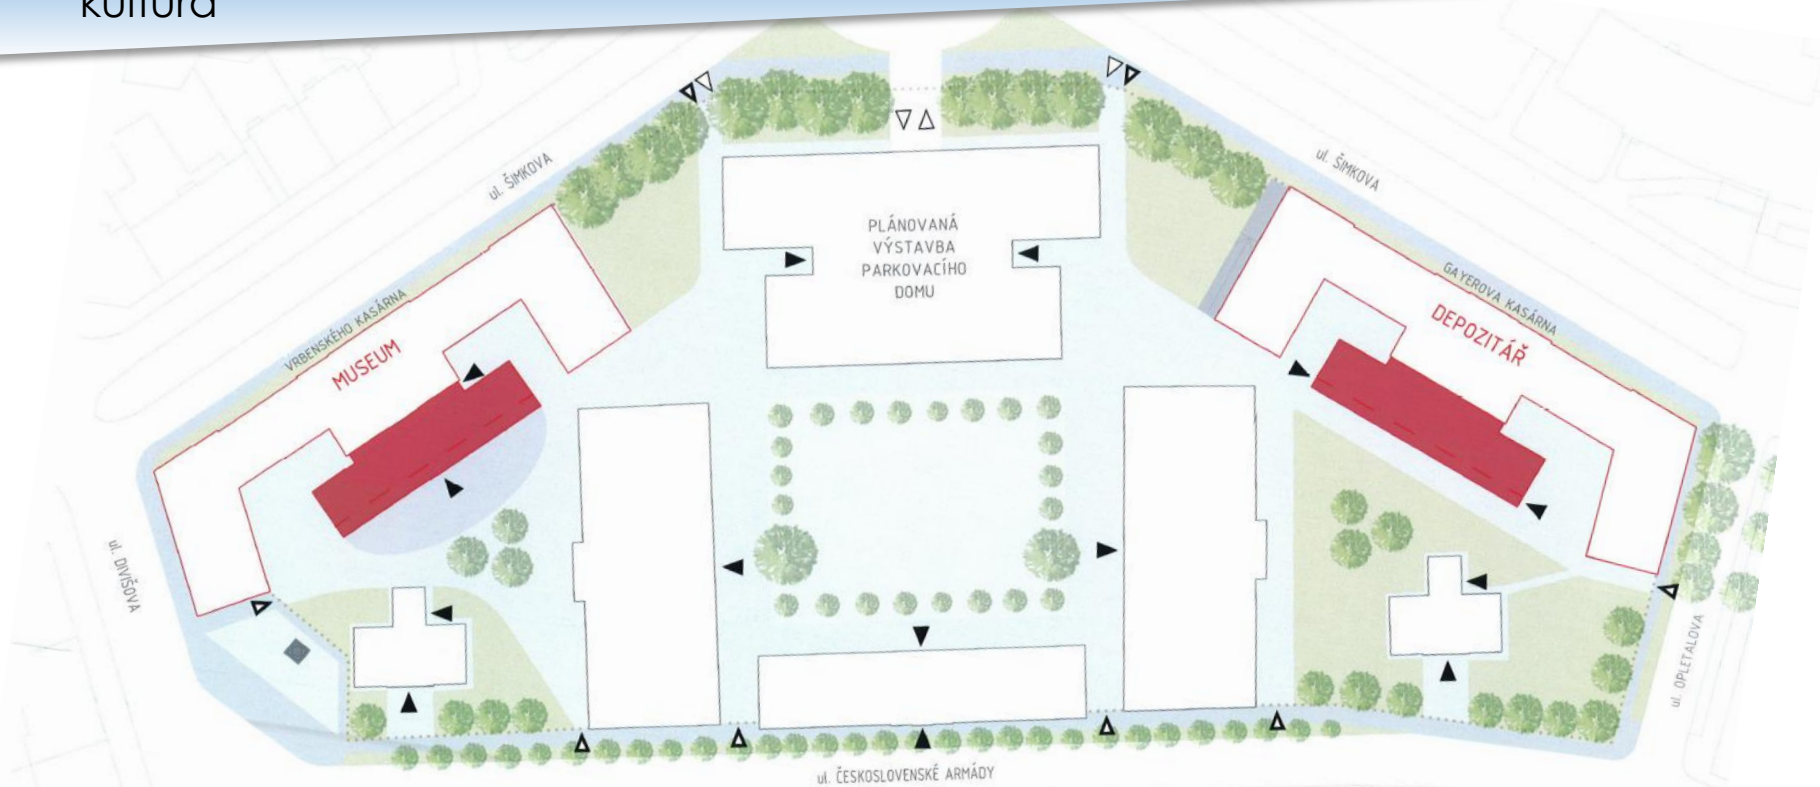 kultura
ul. ŠIMKOVA
ul. ŠIMKOVA
PLÁNOVANÁ
VÝSTAVBA
PARKOVACÍHO
DOMU
VRBENSKÉHO KASÁRNA
MUSEUM
GAYEROVA KASÁRNA
DEPOZITÁŘ
ul. DIVIŠOVA
ul. OPLETALOVA
ul. ČESKOSLOVENSKÉ ARMÁDY